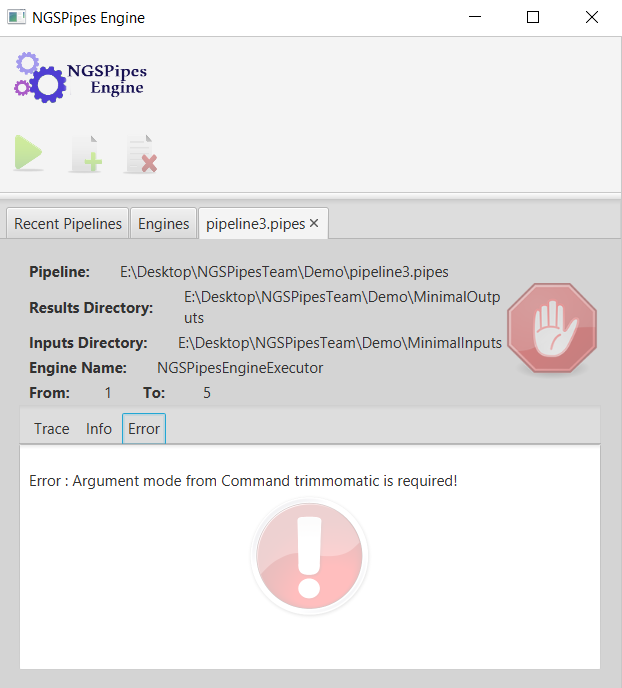 NGSPipes Engine
NGSPipes
Engine
Recent Pipelines
Engines
pipeline3.pipes
Pipeline: E:\Desktop\NGSPipesTeam\Demo\pipeline3.pipes
Results Directory: E:\Desktop\NGSPipesTeam\Demo\MinimalOutp
uts
Inputs Directory: E:\Desktop\NGSPipesTeam\Demo\MinimalInputs
Engine Name: NGSPipesEngineExecutor
From: 1 To: 5
Trace Info Error
Error : Argument mode from Command trimmomatic is required!